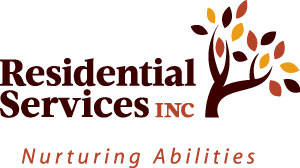 Residential
Services INC
Nurturing Abilities